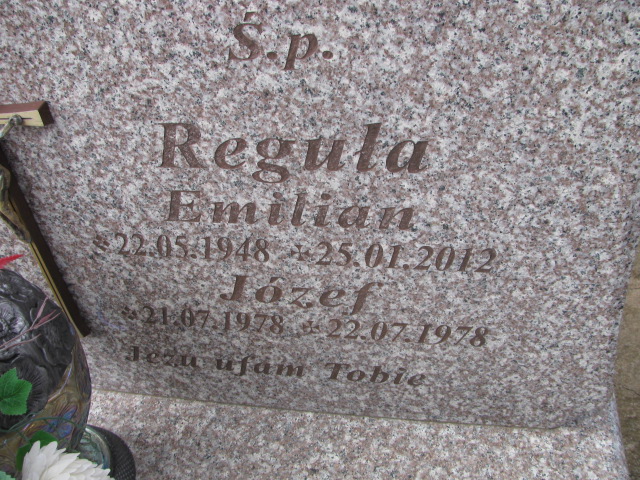 Ś.p.
Reguła
Emilian
* 22.05.1948 + 25.01.2012
Józef
* 21.07.1978 + 22.07.1978
Jezu ufam Tobie